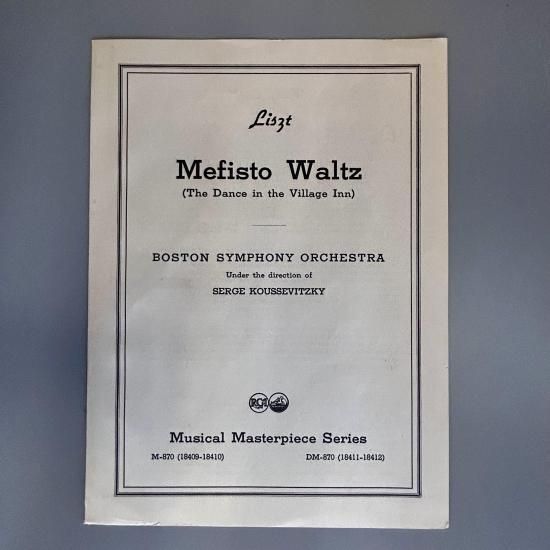 Liszt
Mefisto Waltz
(The Dance in the Village Inn)
BOSTON SYMPHONY ORCHESTRA
Under the direction of
SERGE KOUSSEVITZKY
RCA
Musical Masterpiece Series
M-870 (18409-18410) DM-870 (18411-18412)